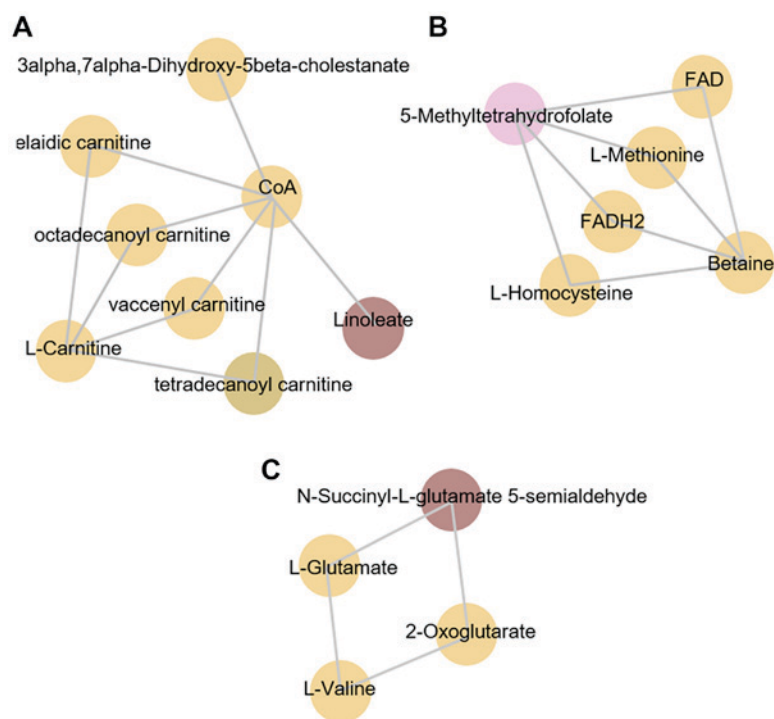 A
3alpha,7alpha-Dihydroxy-5beta-cholestanate
elaidic carnitine
CoA
octadecanoyl carnitine
vaccenyl carnitine
Linoleate
L-Carnitine
tetradecanoyl carnitine
B
FAD
5-Methyltetrahydrofolate
L-Methionine
FADH2
Betaine
L-Homocysteine
C
N-Succinyl-L-glutamate 5-semialdehyde
L-Glutamate
2-Oxoglutarate
L-Valine